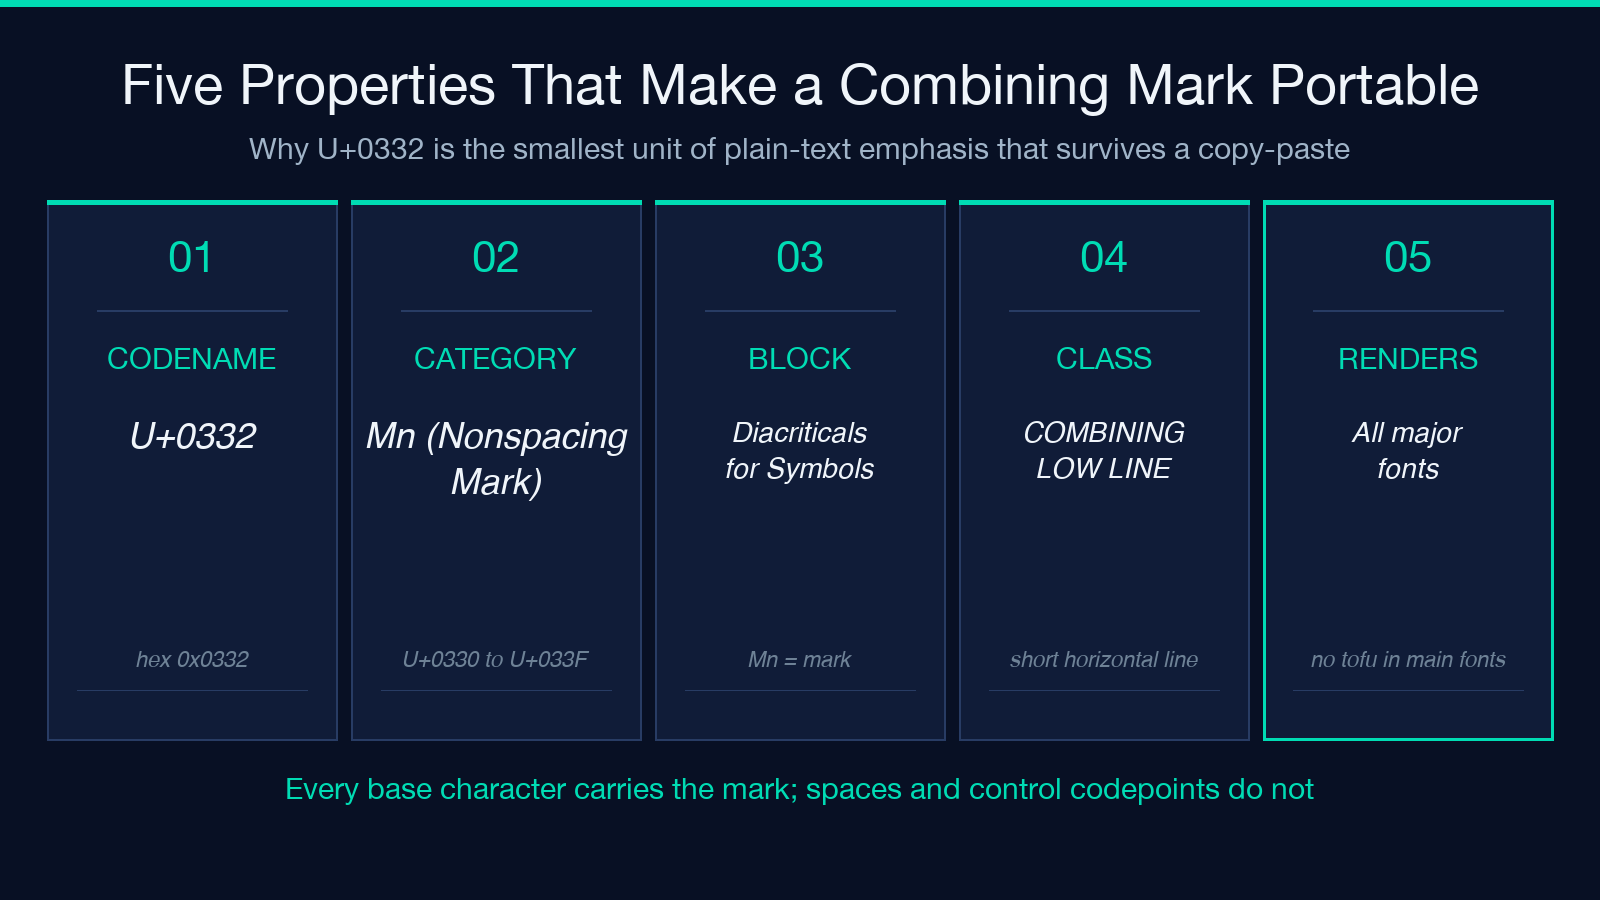 Five Properties That Make a Combining Mark Portable
Why U+0332 is the smallest unit of plain-text emphasis that survives a copy-paste
01
CODENAME
U+0332
hex 0x0332
02
CATEGORY
Mn (Nonspacing
Mark)
U+0330 to U+033F
03
BLOCK
Diacriticals
for Symbols
Mn = mark
04
CLASS
COMBINING
LOW LINE
short horizontal line
05
RENDERS
All major
fonts
no tofu in main fonts
Every base character carries the mark; spaces and control codepoints do not